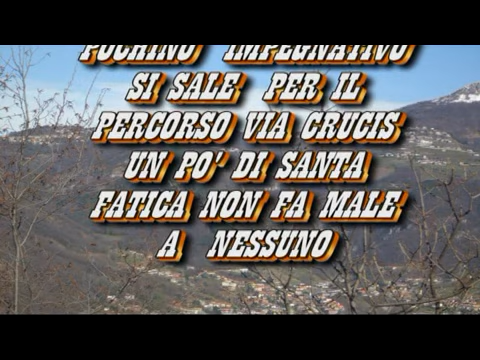 POCHINO IMPEGNATIVO
SI SALE PER IL
PERCORSO VIA CRUCIS
UN PO' DI SANTA
FATICA NON FA MALE
A NESSUNO